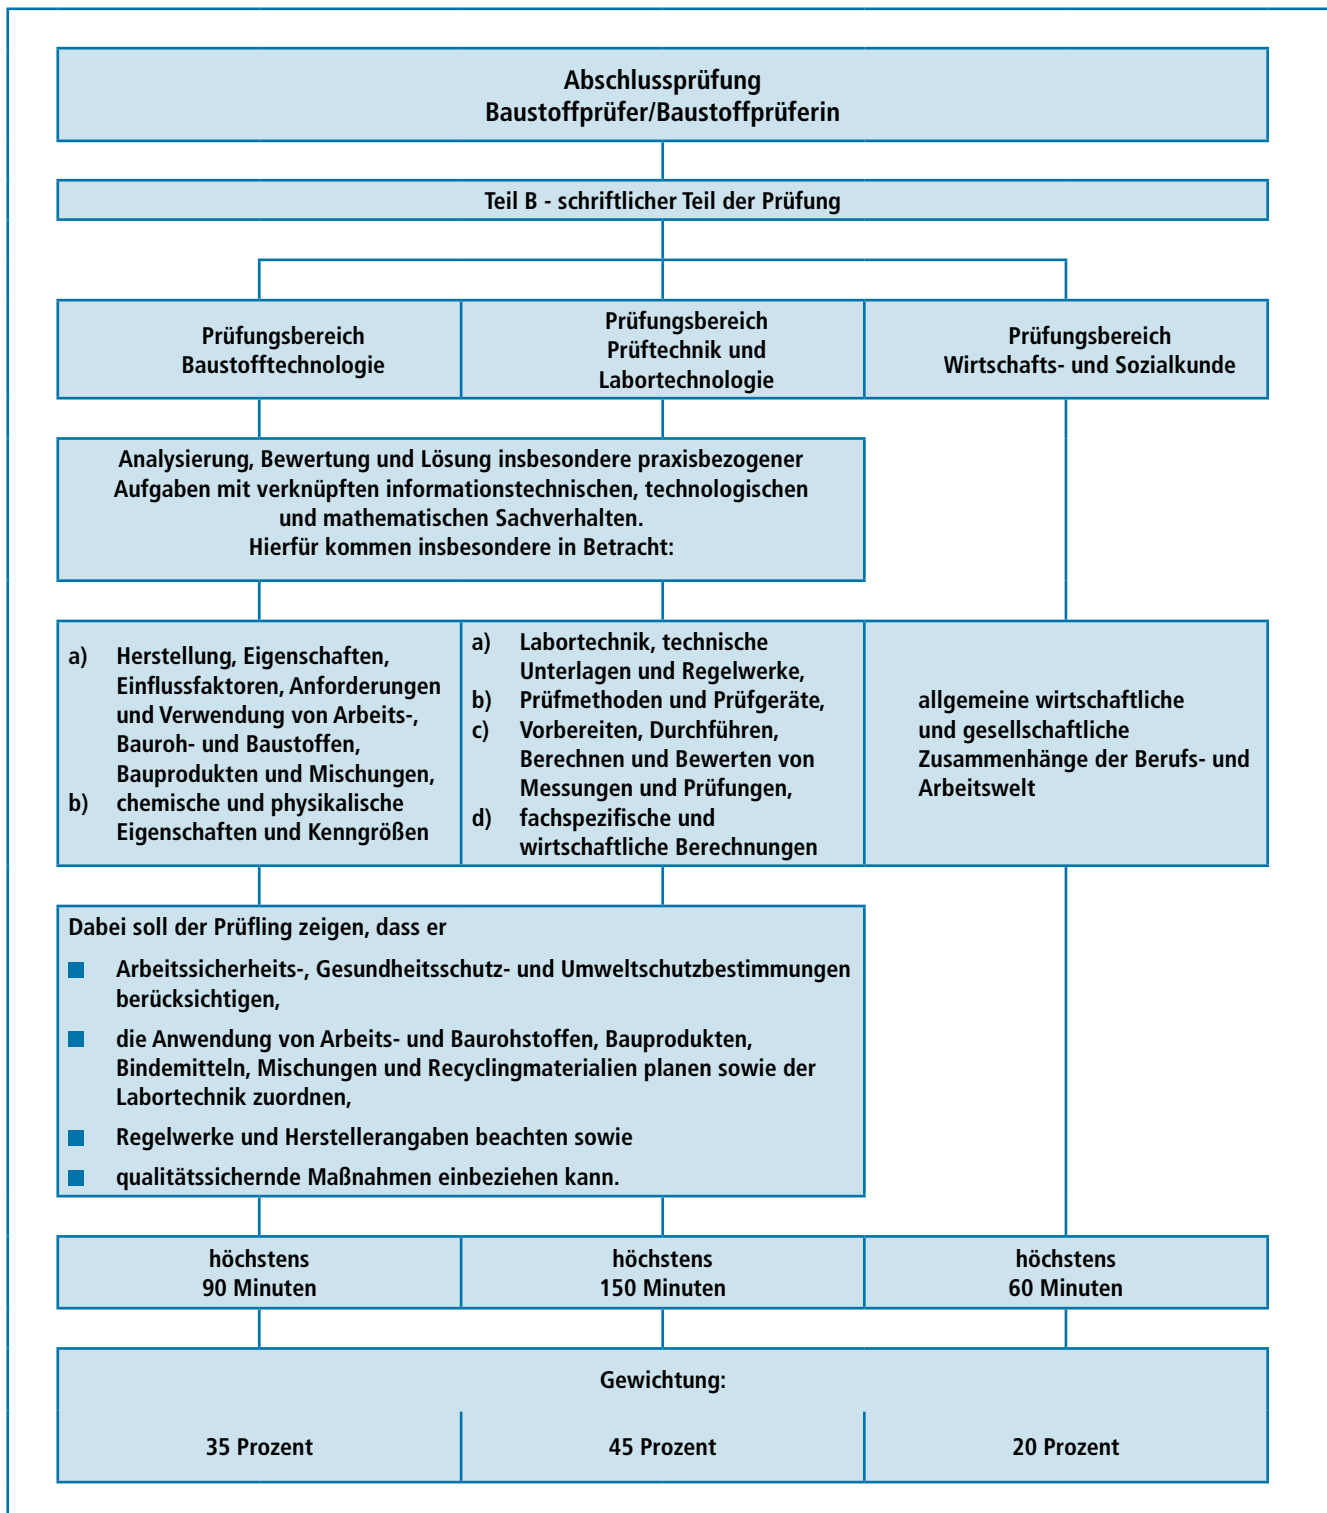 Abschlussprüfung
Baustoffprüfer/Baustoffprüferin
Teil B - schriftlicher Teil der Prüfung
Prüfungsbereich
Baustofftechnologie
Prüfungsbereich
Prüftechnik und
Labortechnologie
Prüfungsbereich
Wirtschafts- und Sozialkunde
Analysierung, Bewertung und Lösung insbesondere praxisbezogener
Aufgaben mit verknüpften informationstechnischen, technologischen
und mathematischen Sachverhalten.
Hierfür kommen insbesondere in Betracht:
a) Herstellung, Eigenschaften,
Einflussfaktoren, Anforderungen
und Verwendung von Arbeits-,
Bauroh- und Baustoffen,
Bauprodukten und Mischungen,
b) chemische und physikalische
Eigenschaften und Kenngrößen
a) Labortechnik, technische
Unterlagen und Regelwerke,
b) Prüfmethoden und Prüfgeräte,
c) Vorbereiten, Durchführen,
Berechnen und Bewerten von
Messungen und Prüfungen,
d) fachspezifische und
wirtschaftliche Berechnungen
allgemeine wirtschaftliche
und gesellschaftliche
Zusammenhänge der Berufs- und
Arbeitswelt
Dabei soll der Prüfling zeigen, dass er
Arbeitssicherheits-, Gesundheitsschutz- und Umweltschutzbestimmungen
berücksichtigen,
die Anwendung von Arbeits- und Baurohstoffen, Bauprodukten,
Bindemitteln, Mischungen und Recyclingmaterialien planen sowie der
Labortechnik zuordnen,
Regelwerke und Herstellerangaben beachten sowie
qualitätssichernde Maßnahmen einbeziehen kann.
höchstens
90 Minuten
höchstens
150 Minuten
höchstens
60 Minuten
Gewichtung:
35 Prozent
45 Prozent
20 Prozent